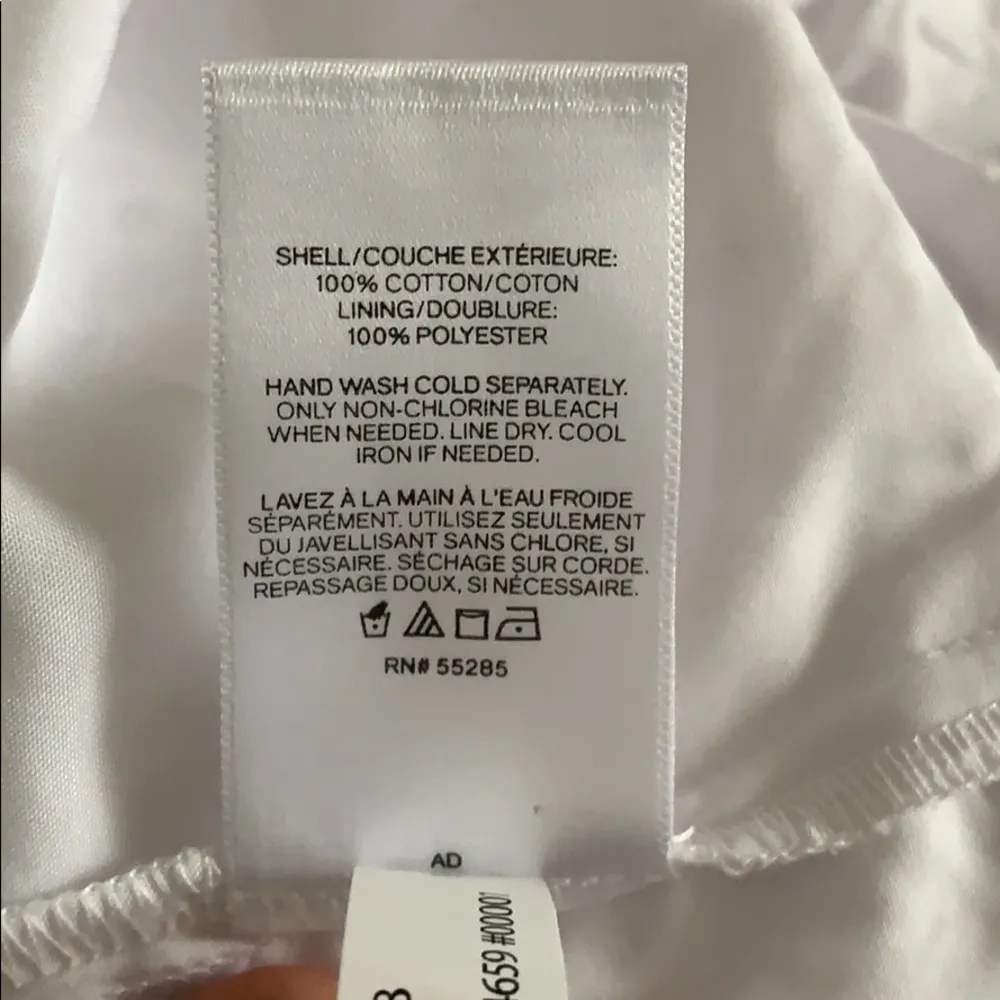 SHELL/COUCHE EXTÉRIEURE:
100% COTTON/COTON
LINING/DOUBLURE:
100% POLYESTER
HAND WASH COLD SEPARATELY.
ONLY NON-CHLORINE BLEACH
WHEN NEEDED. LINE DRY. COOL
IRON IF NEEDED.
LAVEZ À LA MAIN À L'EAU FROIDE
SÉPARÉMENT. UTILISEZ SEULEMENT
DU JAVELLISANT SANS CHLORE, SI
NÉCESSAIRE. SÉCHAGE SUR CORDE.
REPASSAGE DOUX, SI NÉCESSAIRE.
RN# 55285
AD